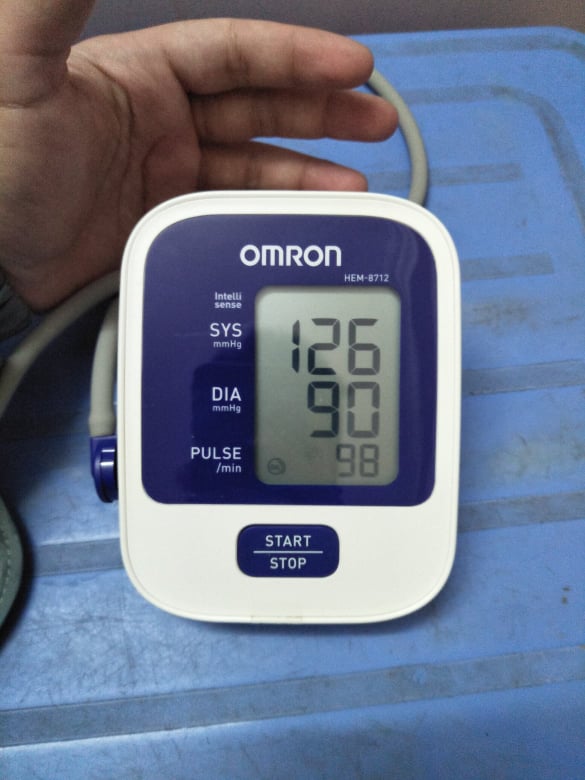 OMRON
HEM-8712
Intelli
sense
SYS
mmHg
126
DIA
mmHg
90
PULSE
/min
98
START
STOP